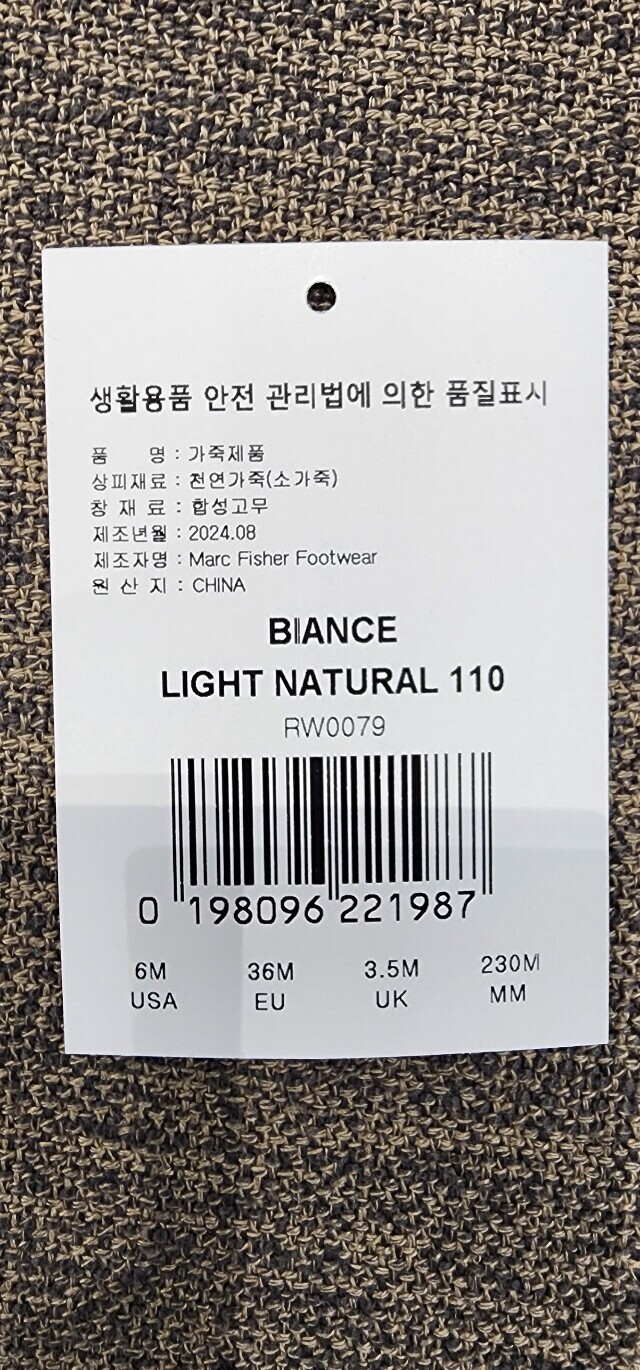 생활용품 안전 관리법에 의한 품질표시
품 명 : 가죽제품
상피재료 : 천연가죽(소가죽)
창 재 료 : 합성고무
제조년월 : 2024.08
제조자명 : Marc Fisher Footwear
원 산 지 : CHINA
BIANCE
LIGHT NATURAL 110
RW0079
0 198096 221987
6M 36M 3.5M 230M
USA EU UK MM